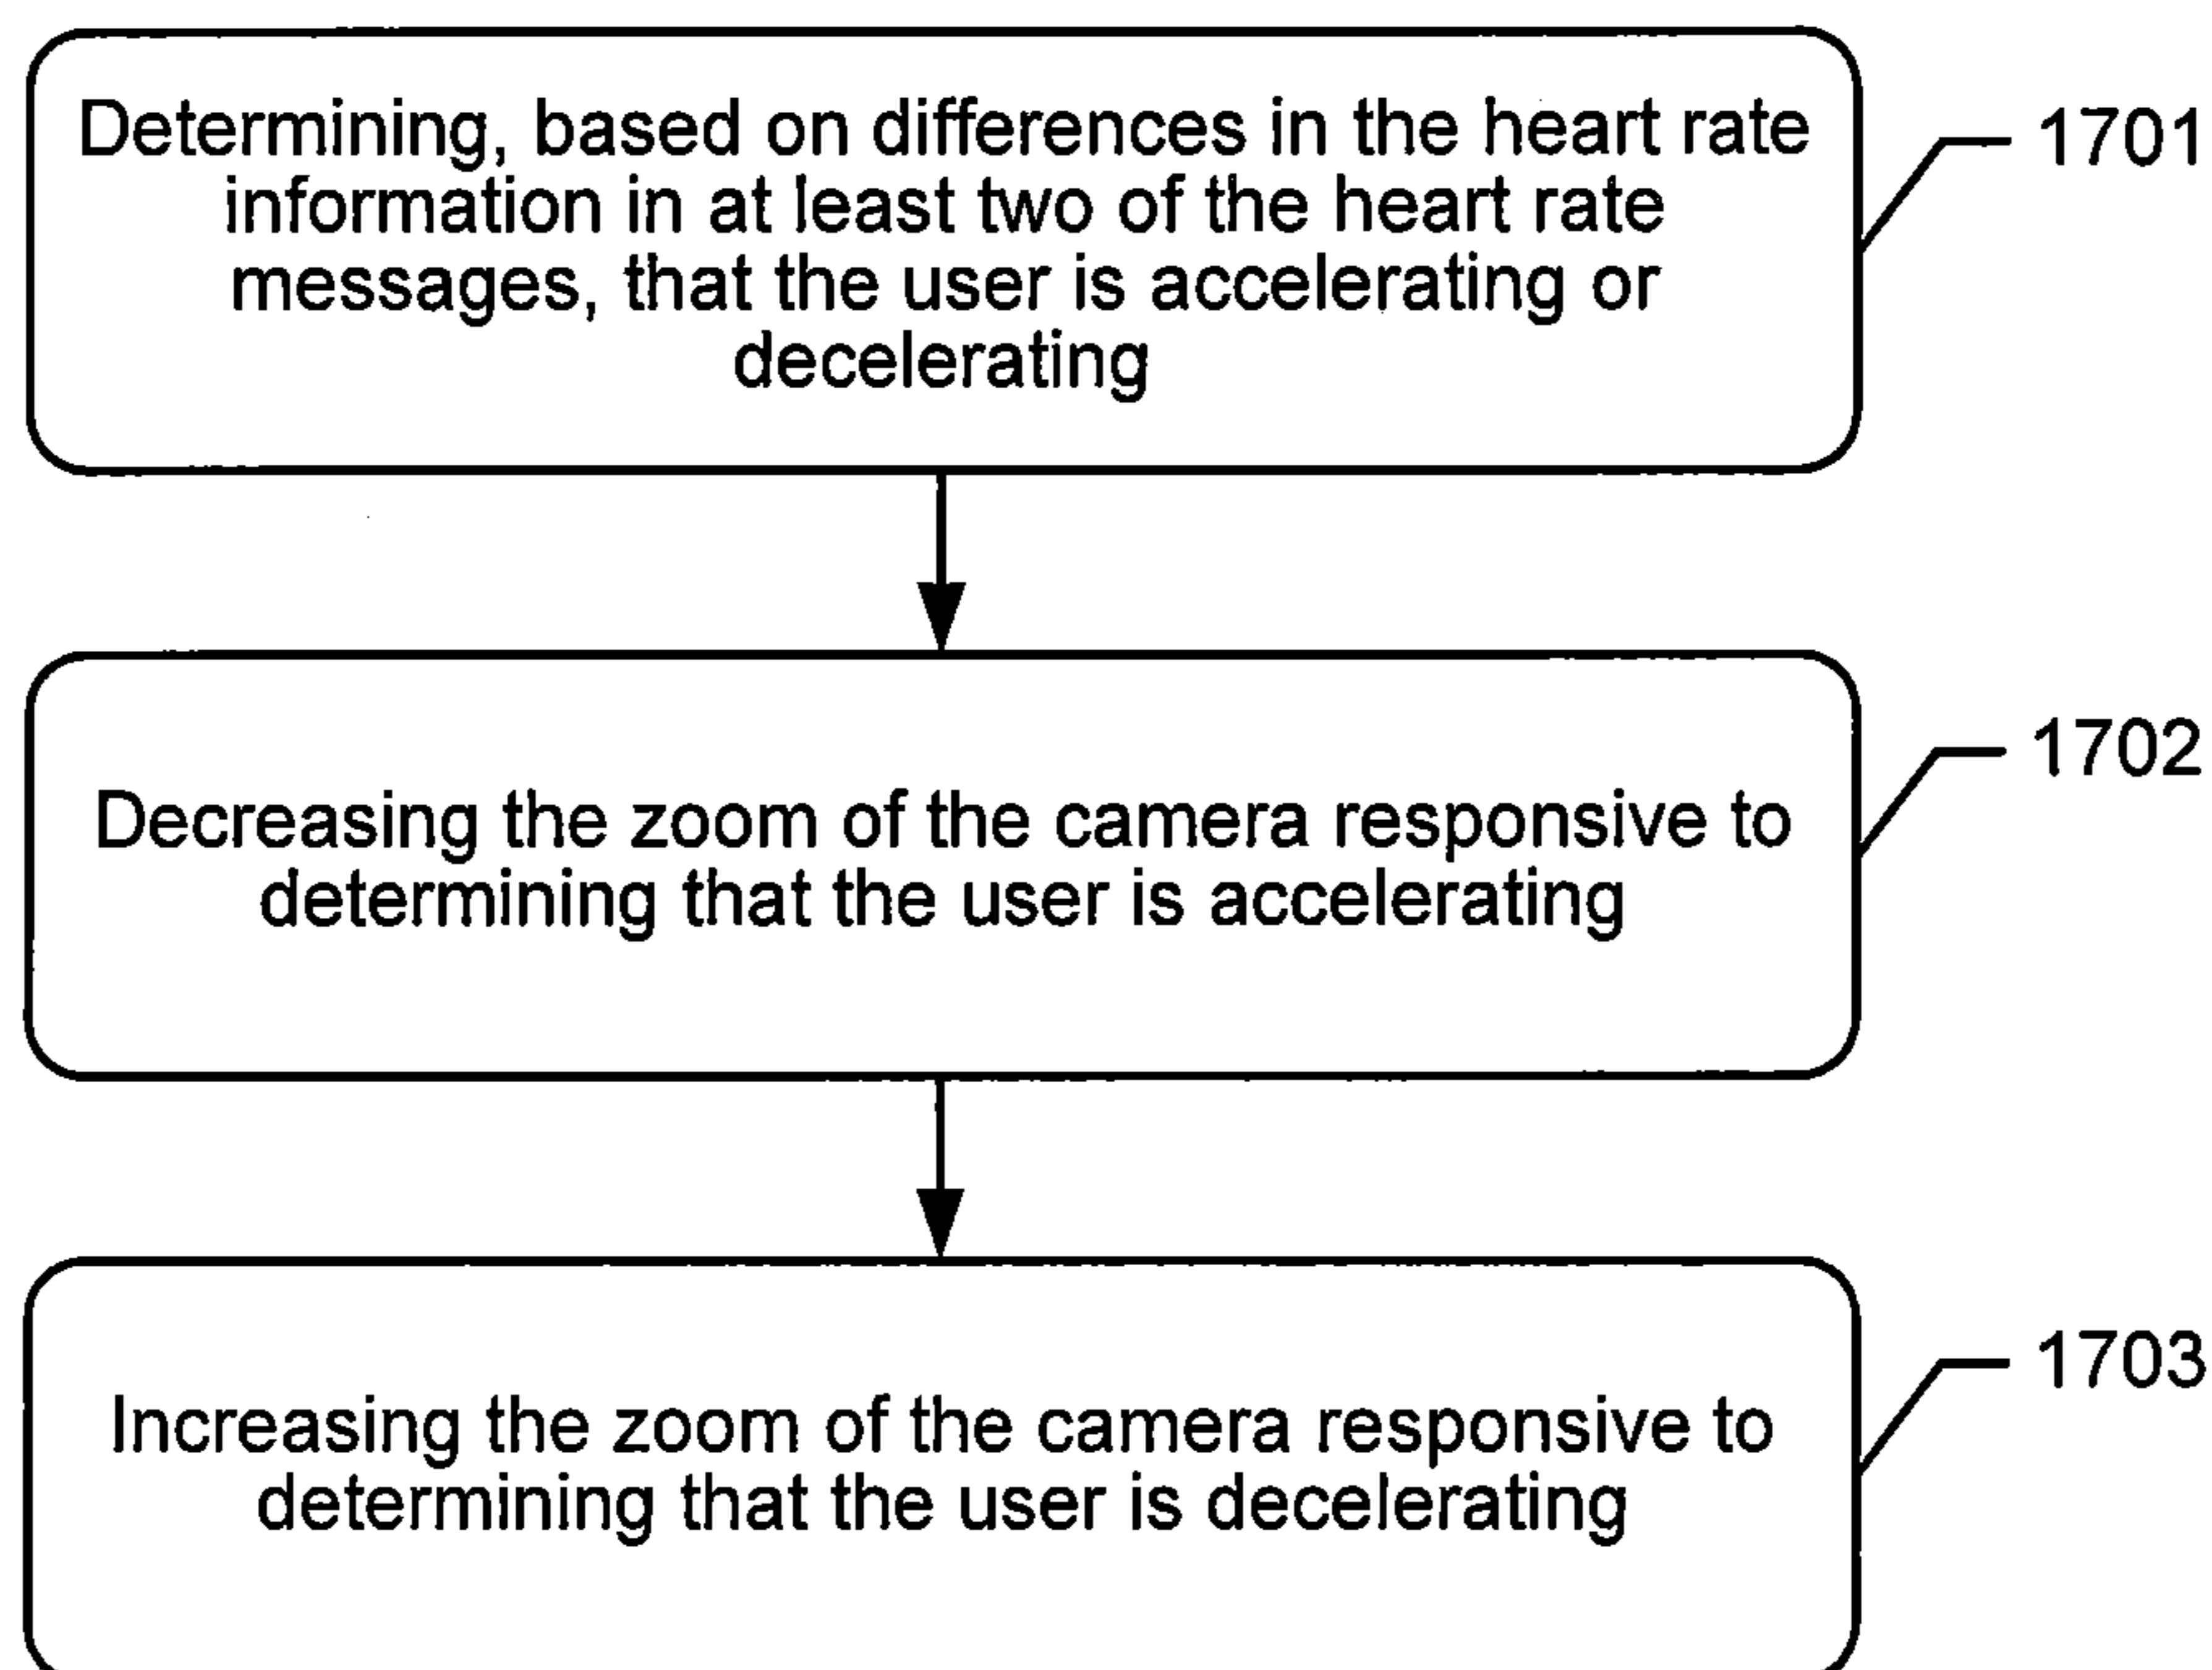 Determining, based on differences in the heart rate
information in at least two of the heart rate
messages, that the user is accelerating or
decelerating
1701
Decreasing the zoom of the camera responsive to
determining that the user is accelerating
1702
Increasing the zoom of the camera responsive to
determining that the user is decelerating
1703